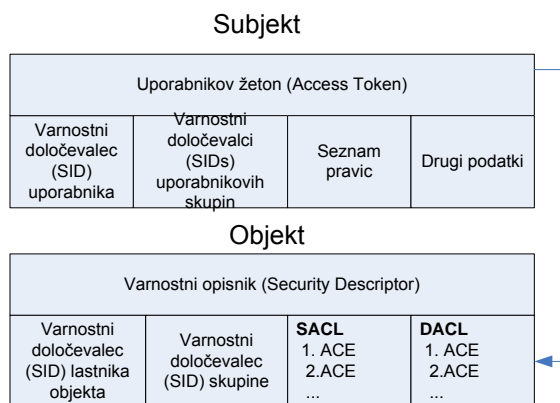 Subjekt
Uporabnikov žeton (Access Token)
Varnostni
določevalec
(SID)
uporabnika
Varnostni
določevalci
(SIDs)
uporabnikovih
skupin
Seznam
pravic
Drugi podatki
Objekt
Varnostni opisnik (Security Descriptor)
Varnostni
določevalec
(SID) lastnika
objekta
Varnostni
določevalec
(SID) skupine
SACL
1. ACE
2.ACE
...
DACL
1. ACE
2.ACE
...